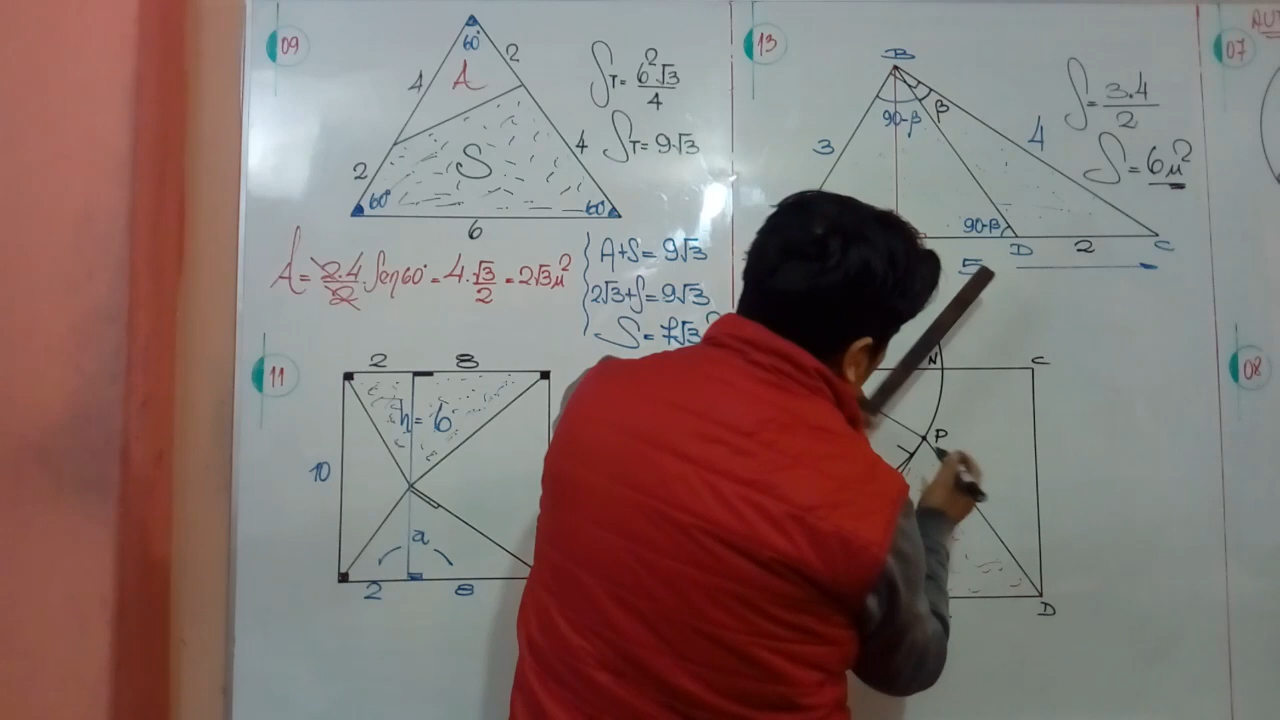 09
60°
2
A
4
2
S
4
60°
60°
6
S_T = 6²√3/4
S_T = 9√3
A = 2·4/2 · Sen60° = 4·√3/2 = 2√3 u²
A+S = 9√3
2√3+S = 9√3
S = 7√3
13
B
β
90-β
3
4
90-β
D
2
C
5
S = 3.4/2
S = 6u²
11
2
8
h = 6
10
a
2
8
N
C
P
D
07
08